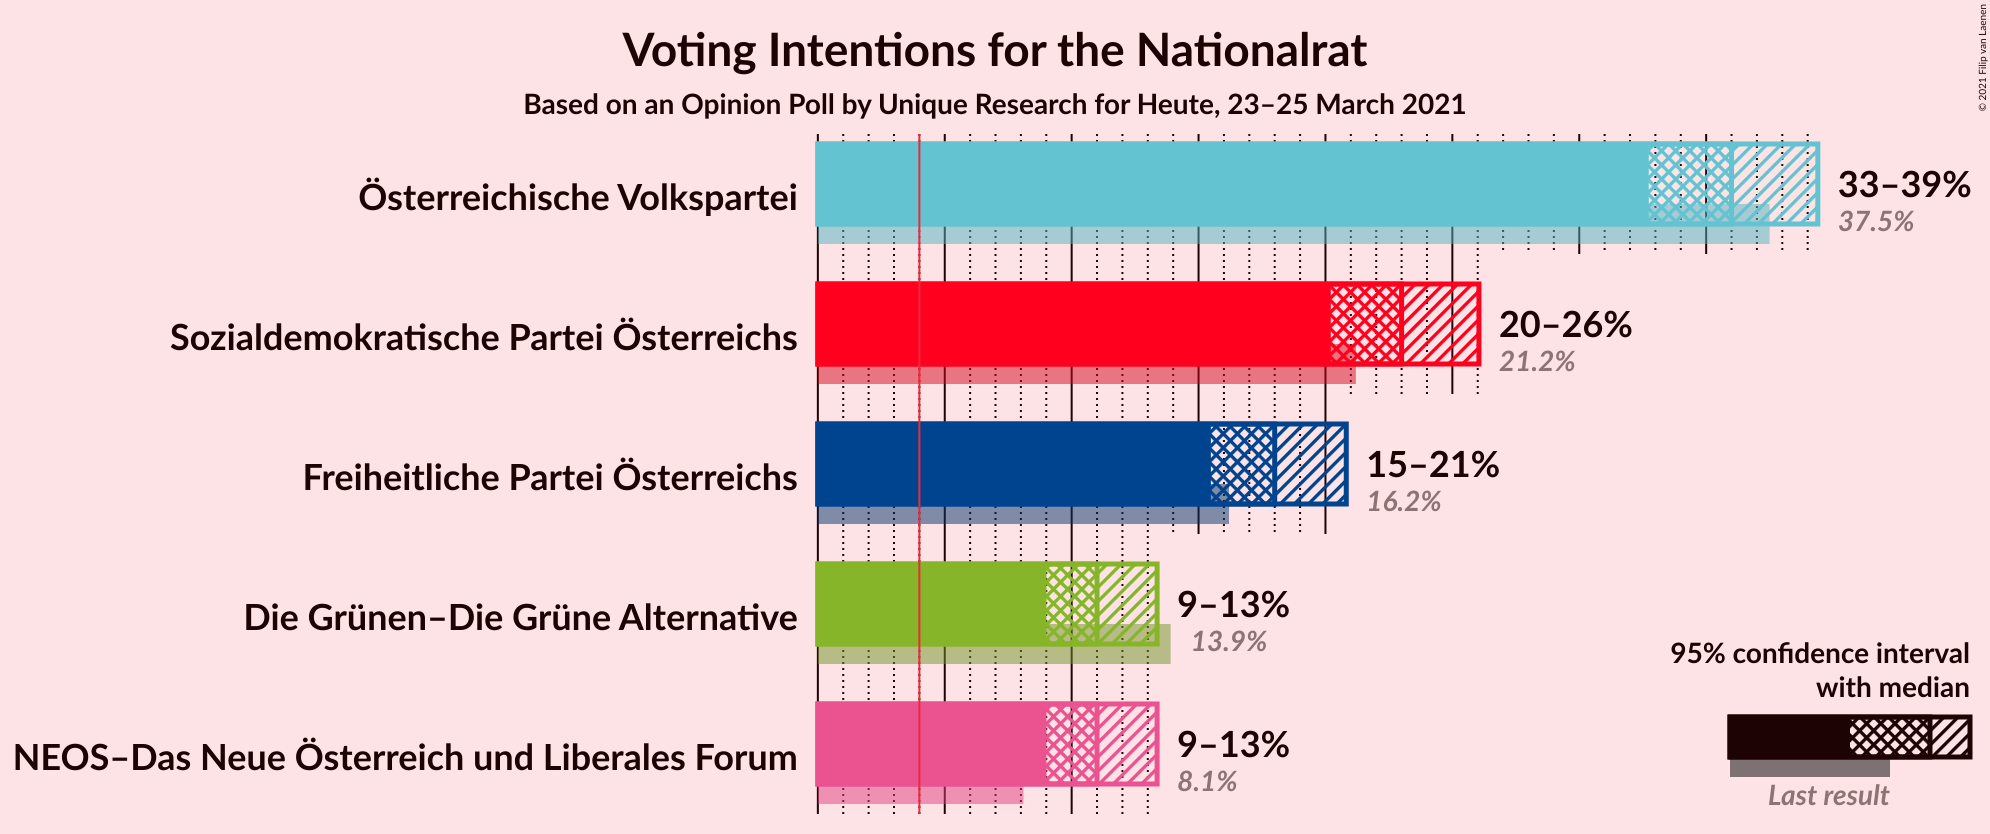 Voting Intentions for the Nationalrat
Based on an Opinion Poll by Unique Research for Heute, 23–25 March 2021
© 2021 Filip van Laenen
Österreichische Volkspartei
33–39%
37.5%
Sozialdemokratische Partei Österreichs
20–26%
21.2%
Freiheitliche Partei Österreichs
15–21%
16.2%
Die Grünen–Die Grüne Alternative
9–13%
13.9%
NEOS–Das Neue Österreich und Liberales Forum
9–13%
8.1%
95% confidence interval
with median
Last result